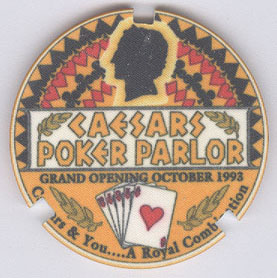 CAESARS
POKER PARLOR
GRAND OPENING OCTOBER 1993
& You....A Royal